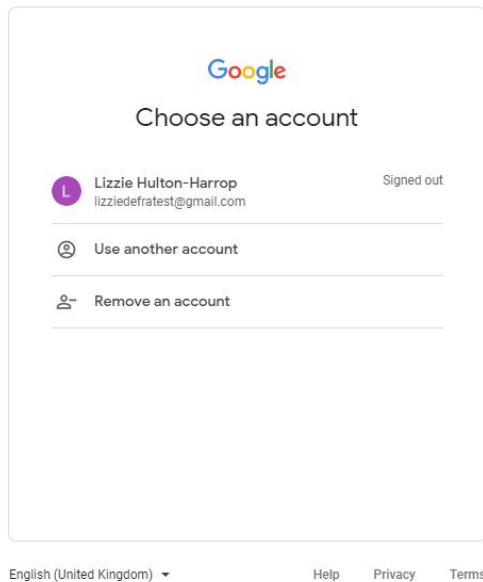 Google
Choose an account
L
Lizzie Hulton-Harrop
Signed out
lizziedefratest@gmail.com
Use another account
Remove an account
English (United Kingdom)
Help Privacy Terms